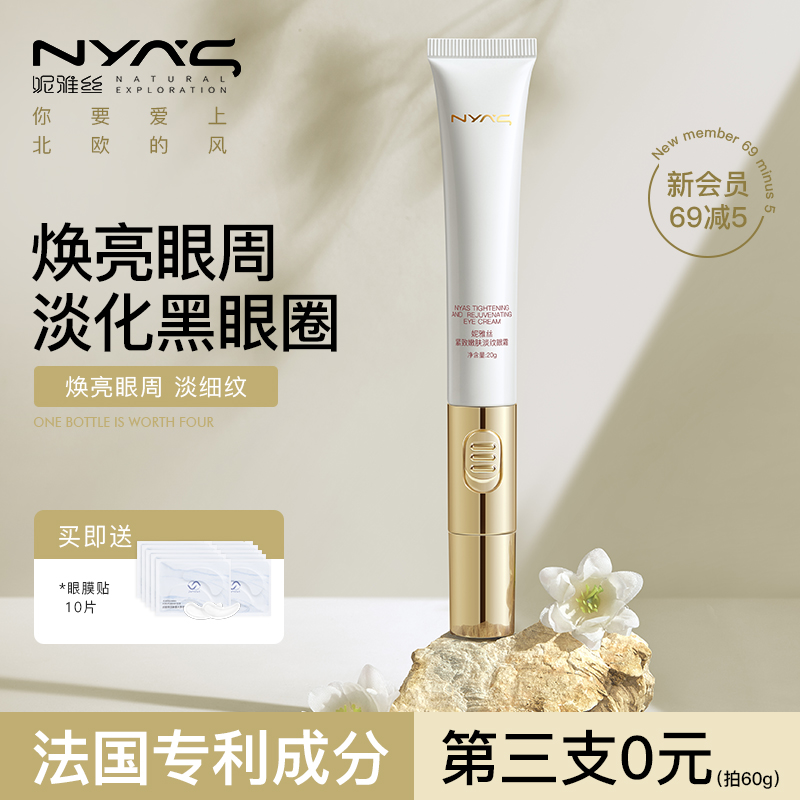 NYA'S
妮雅丝 NATURAL EXPLORATION
你要爱上
北欧的风
New member 69 minus 5
新会员
69减5
焕亮眼周
淡化黑眼圈
焕亮眼周 淡细纹
ONE BOTTLE IS WORTH FOUR
NYA'S
NYAS TIGHTENING
AND REJUVENATING
EYE CREAM
妮雅丝
紧致嫩肤淡纹眼霜
净含量:20g
买即送
*眼膜贴
10片
法国专利成分
第三支0元
(拍60g)